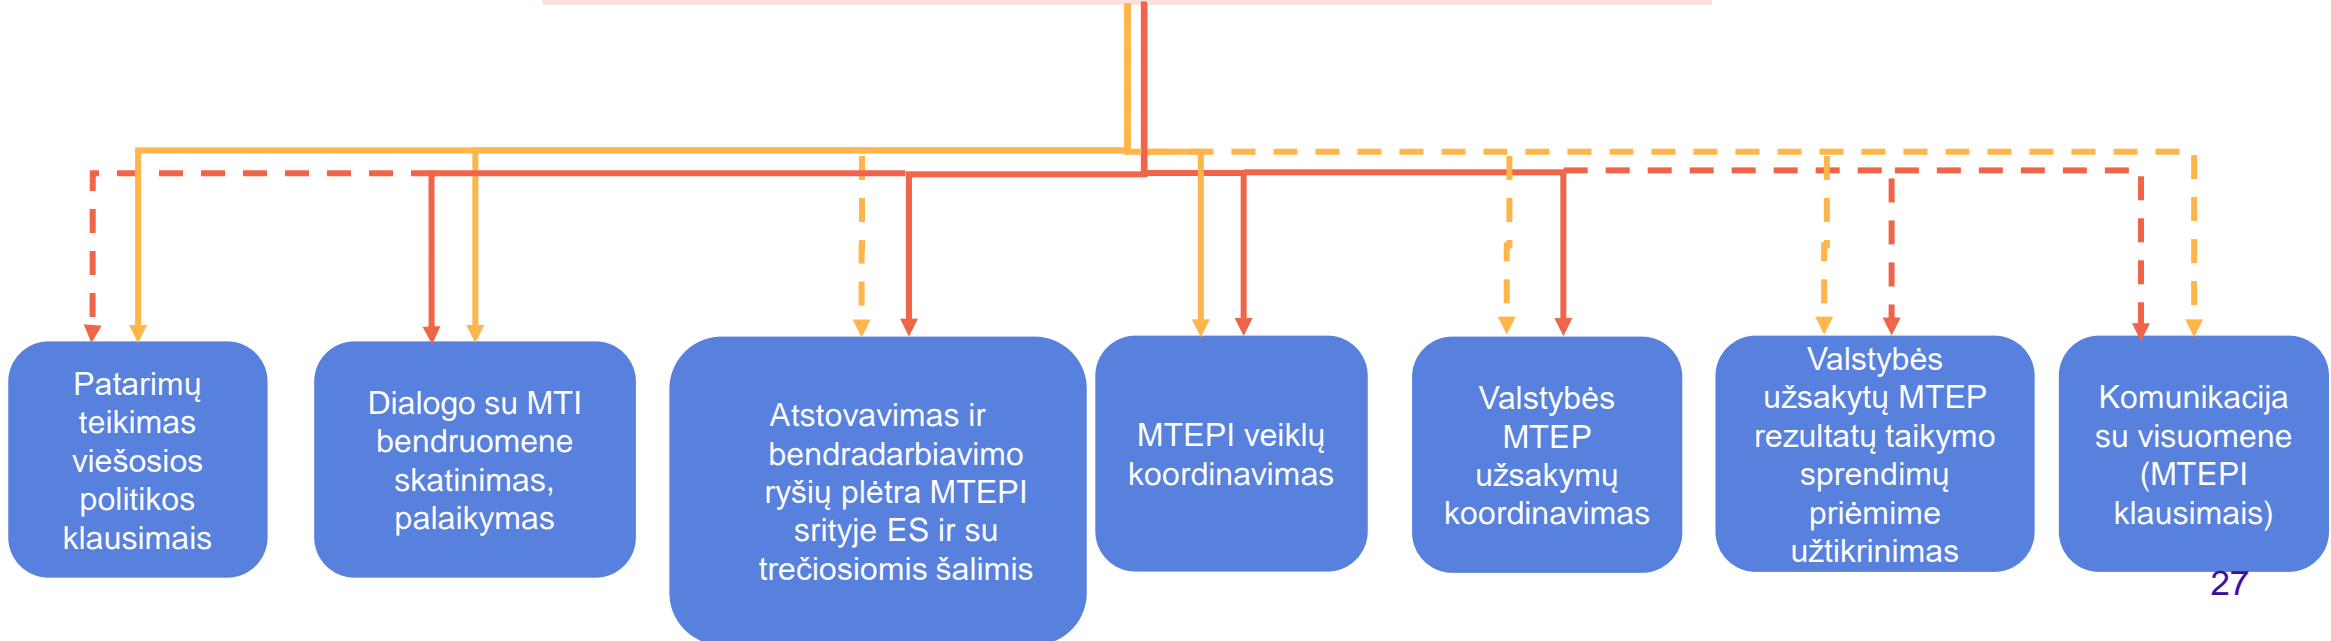 Patarimų
teikimas
viešosios
politikos
klausimais
Dialogo su MTI
bendruomene
skatinimas,
palaikymas
Atstovavimas ir
bendradarbiavimo
ryšių plėtra MTEPI
srityje ES ir su
trečiosiomis šalimis
MTEPI veiklų
koordinavimas
Valstybės
MTEP
užsakymų
koordinavimas
Valstybės
užsakytų MTEP
rezultatų taikymo
sprendimų
priėmime
užtikrinimas
Komunikacija
su visuomene
(MTEPI
klausimais)
27